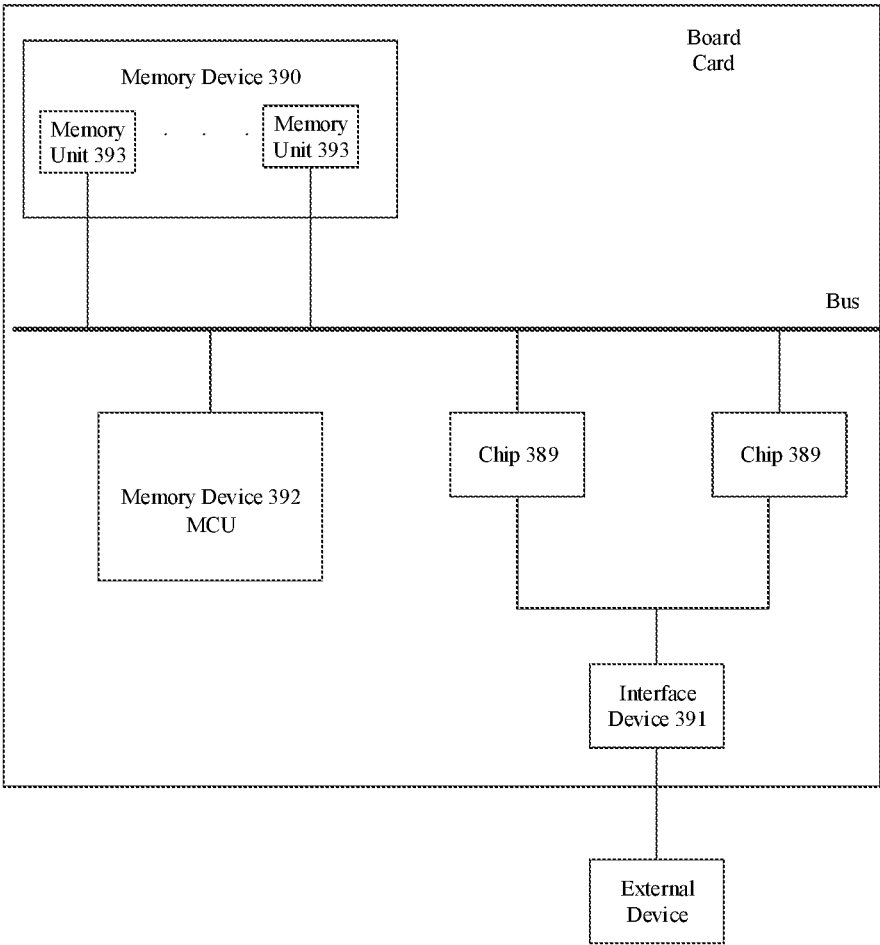 Board
Card
Memory Device 390
Memory
Unit 393
. . .
Memory
Unit 393
Bus
Memory Device 392
MCU
Chip 389
Chip 389
Interface
Device 391
External
Device